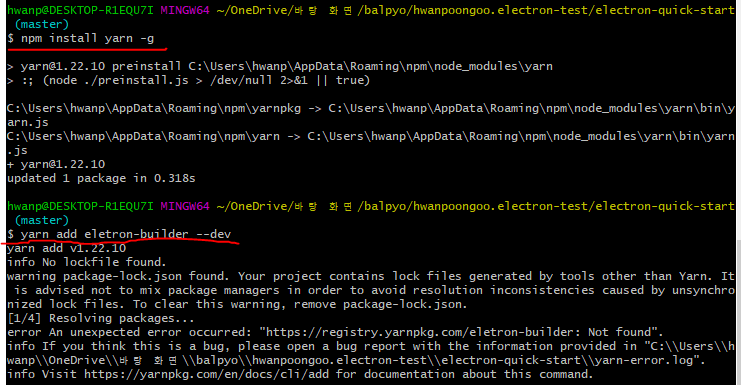 hwanp@DESKTOP-R1EQU7I MINGW64 ~/OneDrive/바탕 화면/balpyo/hwanpoongoo.electron-test/electron-quick-start
(master)
$ npm install yarn -g
> yarn@1.22.10 preinstall C:\Users\hwanp\AppData\Roaming\npm\node_modules\yarn
> :; (node ./preinstall.js > /dev/null 2>&1 || true)
C:\Users\hwanp\AppData\Roaming\npm\yarnpkg -> C:\Users\hwanp\AppData\Roaming\npm\node_modules\yarn\bin\y
arn.js
C:\Users\hwanp\AppData\Roaming\npm\yarn -> C:\Users\hwanp\AppData\Roaming\npm\node_modules\yarn\bin\yarn
.js
+ yarn@1.22.10
updated 1 package in 0.318s
hwanp@DESKTOP-R1EQU7I MINGW64 ~/OneDrive/바탕 화면/balpyo/hwanpoongoo.electron-test/electron-quick-start
(master)
$ yarn add eletron-builder --dev
yarn add v1.22.10
info No lockfile found.
warning package-lock.json found. Your project contains lock files generated by tools other than Yarn. It
is advised not to mix package managers in order to avoid resolution inconsistencies caused by unsynchro
nized lock files. To clear this warning, remove package-lock.json.
[1/4] Resolving packages...
error An unexpected error occurred: "https://registry.yarnpkg.com/eletron-builder: Not found".
info If you think this is a bug, please open a bug report with the information provided in "C:\\Users\\h
wanp\\OneDrive\\바탕 화면\\balpyo\\hwanpoongoo.electron-test\\electron-quick-start\\yarn-error.log".
info Visit https://yarnpkg.com/en/docs/cli/add for documentation about this command.